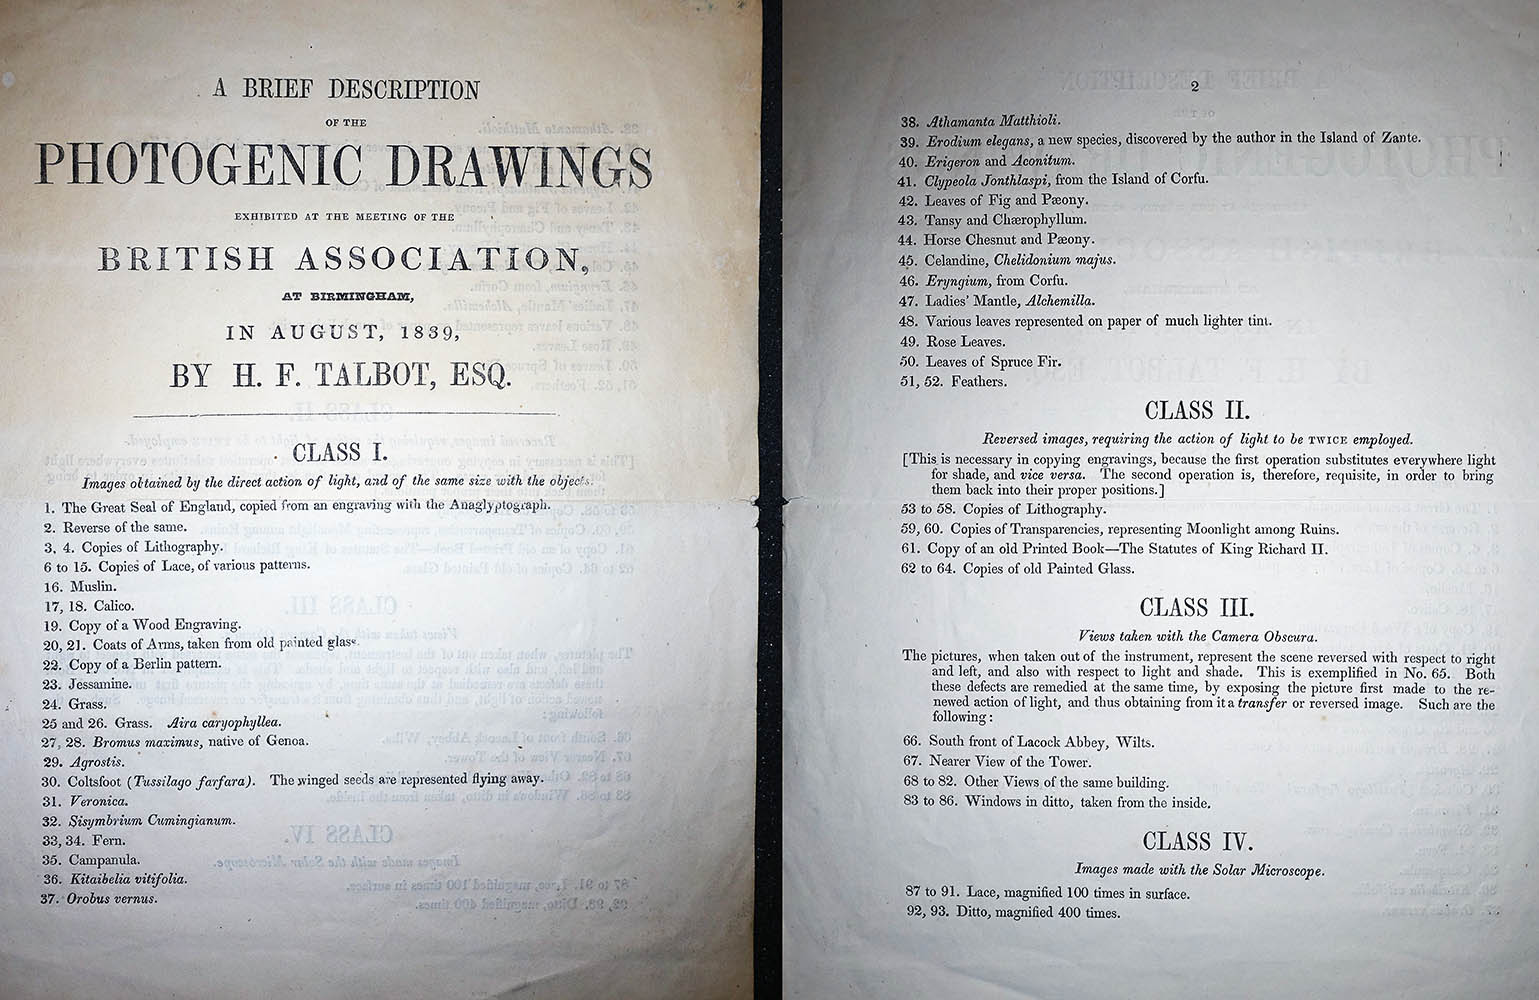 A BRIEF DESCRIPTION
OF THE
PHOTOGENIC DRAWINGS
EXHIBITED AT THE MEETING OF THE
BRITISH ASSOCIATION,
AT BIRMINGHAM,
IN AUGUST, 1839,
BY H. F. TALBOT, ESQ.
CLASS I.
Images obtained by the direct action of light, and of the same size with the objects.
1. The Great Seal of England, copied from an engraving with the Anaglyptograph.
2. Reverse of the same.
3, 4. Copies of Lithography.
6 to 15. Copies of Lace, of various patterns.
16. Muslin.
17, 18. Calico.
19. Copy of a Wood Engraving.
20, 21. Coats of Arms, taken from old painted glass.
22. Copy of a Berlin pattern.
23. Jessamine.
24. Grass.
25 and 26. Grass. Aira caryophyllea.
27, 28. Bromus maximus, native of Genoa.
29. Agrostis.
30. Coltsfoot (Tussilago farfara). The winged seeds are represented flying away.
31. Veronica.
32. Sisymbrium Cumingianum.
33, 34. Fern.
35. Campanula.
36. Kitaibelia vitifolia.
37. Orobus vernus.
2
38. Athamanta Matthioli.
39. Erodium elegans, a new species, discovered by the author in the Island of Zante.
40. Erigeron and Aconitum.
41. Clypeola Jonthlaspi, from the Island of Corfu.
42. Leaves of Fig and Pæony.
43. Tansy and Chærophyllum.
44. Horse Chesnut and Pæony.
45. Celandine, Chelidonium majus.
46. Eryngium, from Corfu.
47. Ladies' Mantle, Alchemilla.
48. Various leaves represented on paper of much lighter tint.
49. Rose Leaves.
50. Leaves of Spruce Fir.
51, 52. Feathers.
CLASS II.
Reversed images, requiring the action of light to be TWICE employed.
[This is necessary in copying engravings, because the first operation substitutes everywhere light
for shade, and vice versa. The second operation is, therefore, requisite, in order to bring
them back into their proper positions.]
53 to 58. Copies of Lithography.
59, 60. Copies of Transparencies, representing Moonlight among Ruins.
61. Copy of an old Printed Book—The Statutes of King Richard II.
62 to 64. Copies of old Painted Glass.
CLASS III.
Views taken with the Camera Obscura.
The pictures, when taken out of the instrument, represent the scene reversed with respect to right
and left, and also with respect to light and shade. This is exemplified in No. 65. Both
these defects are remedied at the same time, by exposing the picture first made to the re-
newed action of light, and thus obtaining from it a transfer or reversed image. Such are the
following:
66. South front of Lacock Abbey, Wilts.
67. Nearer View of the Tower.
68 to 82. Other Views of the same building.
83 to 86. Windows in ditto, taken from the inside.
CLASS IV.
Images made with the Solar Microscope.
87 to 91. Lace, magnified 100 times in surface.
92, 93. Ditto, magnified 400 times.